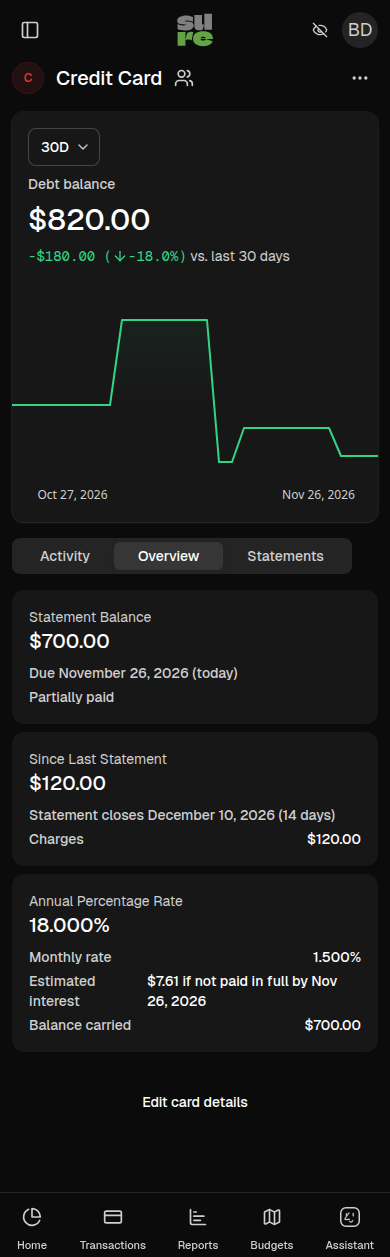 sure
BD
C
Credit Card
30D
Debt balance
$820.00
-$180.00 (↓-18.0%) vs. last 30 days
Oct 27, 2026
Nov 26, 2026
Activity
Overview
Statements
Statement Balance
$700.00
Due November 26, 2026 (today)
Partially paid
Since Last Statement
$120.00
Statement closes December 10, 2026 (14 days)
Charges
$120.00
Annual Percentage Rate
18.000%
Monthly rate
1.500%
Estimated
interest
$7.61 if not paid in full by Nov
26, 2026
Balance carried
$700.00
Edit card details
Home
Transactions
Reports
Budgets
Assistant